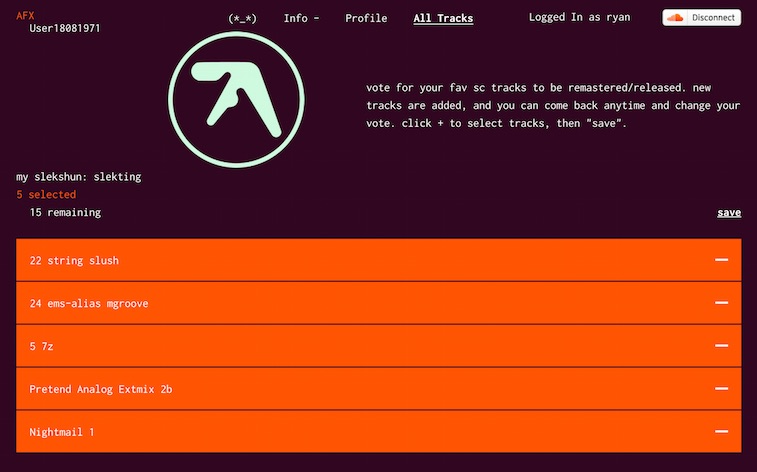 AFX
User18081971
(*_*)
Info –
Profile
All Tracks
Logged In as ryan
Disconnect
vote for your fav sc tracks to be remastered/released. new
tracks are added, and you can come back anytime and change your
vote. click + to select tracks, then "save".
my slekshun: slekting
5 selected
15 remaining
save
22 string slush
24 ems-alias mgroove
5 7z
Pretend Analog Extmix 2b
Nightmail 1